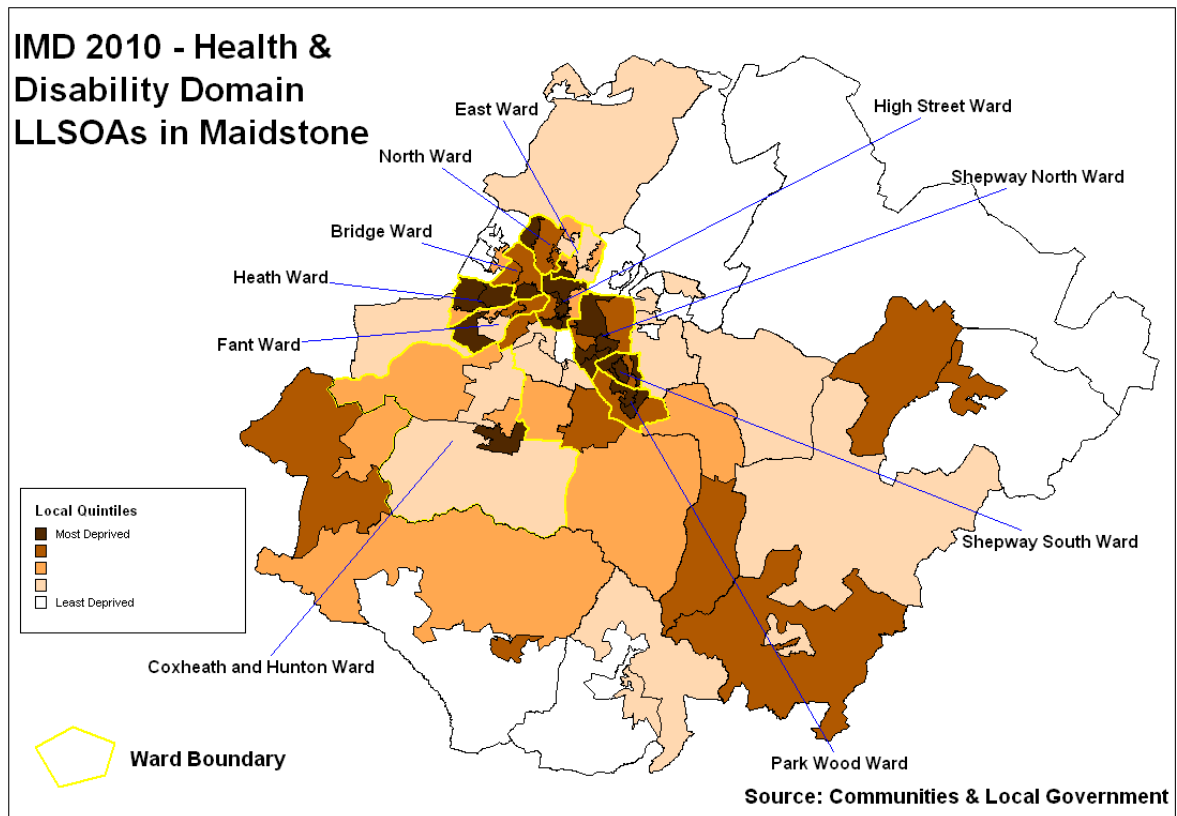 IMD 2010 - Health &
Disability Domain
LLSOAs in Maidstone
East Ward
High Street Ward
North Ward
Shepway North Ward
Bridge Ward
Heath Ward
Fant Ward
Local Quintiles
Most Deprived
Least Deprived
Shepway South Ward
Coxheath and Hunton Ward
Park Wood Ward
Ward Boundary
Source: Communities & Local Government